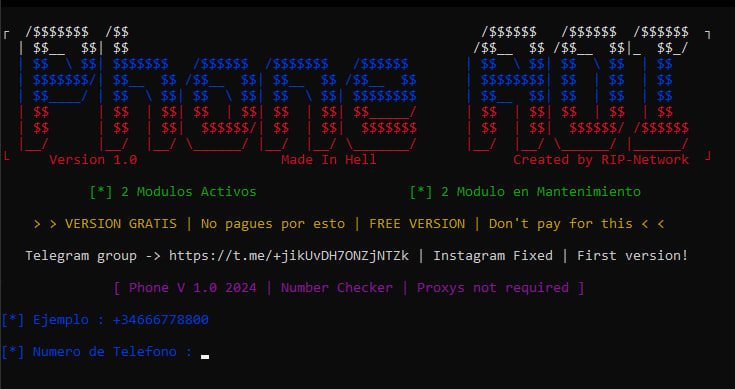 Phone AOI
Version 1.0 Made In Hell Created by RIP-Network
[*] 2 Modulos Activos [*] 2 Modulo en Mantenimiento
> > VERSION GRATIS | No pagues por esto | FREE VERSION | Don't pay for this < <
Telegram group -> https://t.me/+jikUvDH7ONZjNTZk | Instagram Fixed | First version!
[ Phone V 1.0 2024 | Number Checker | Proxys not required ]
[*] Ejemplo : +34666778800
[*] Numero de Telefono :